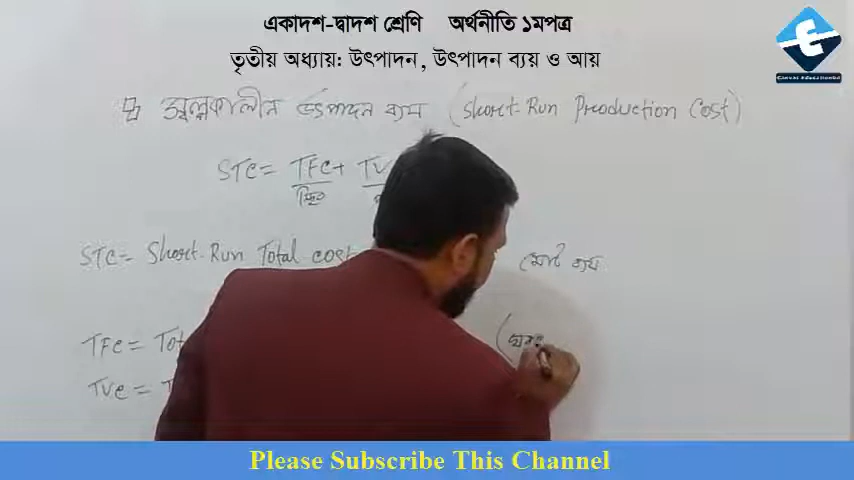 একাদশ-দ্বাদশ শ্রেণি অর্থনীতি ১মপত্র
তৃতীয় অধ্যায়: উৎপাদন, উৎপাদন ব্যয় ও আয়
স্বল্পকালীন উৎপাদন ব্যয় (Short-Run Production Cost)
STC = TFC + TV
স্থির
STC = Short-Run Total cost মোট ব্যয়
TFC = Tot
TVC = T
Please Subscribe This Channel